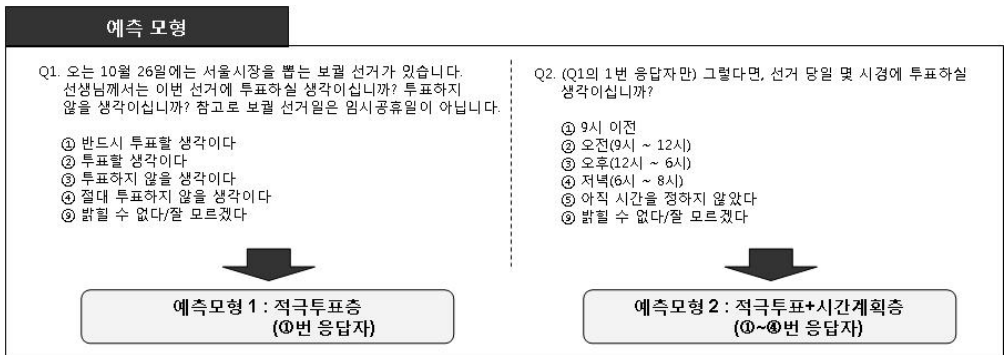 예측 모형
Q1. 오는 10월 26일에는 서울시장을 뽑는 보궐 선거가 있습니다.
선생님께서는 이번 선거에 투표하실 생각이십니까? 투표하지
않을 생각이십니까? 참고로 보궐 선거일은 임시공휴일이 아닙니다.
① 반드시 투표할 생각이다
② 투표할 생각이다
③ 투표하지 않을 생각이다
④ 절대 투표하지 않을 생각이다
⑨ 밝힐 수 없다/잘 모르겠다
예측모형 1 : 적극투표층
(①번 응답자)
Q2. (Q1의 1번 응답자만) 그렇다면, 선거 당일 몇 시경에 투표하실
생각이십니까?
① 9시 이전
② 오전(9시 ~ 12시)
③ 오후(12시 ~ 6시)
④ 저녁(6시 ~ 8시)
⑤ 아직 시간을 정하지 않았다
⑨ 밝힐 수 없다/잘 모르겠다
예측모형 2 : 적극투표+시간계획층
(①~④번 응답자)